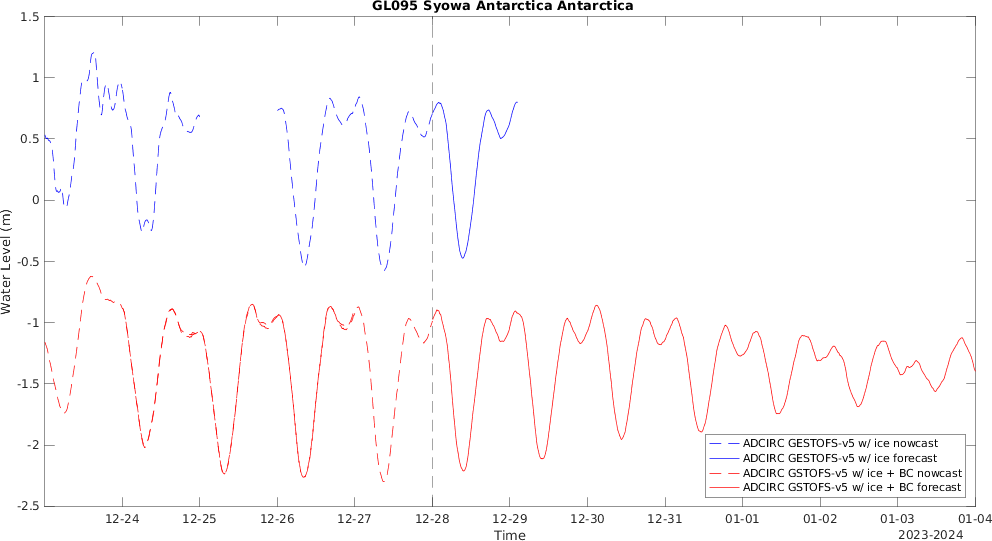 GL095 Syowa Antarctica Antarctica
1.5
1
0.5
0
-0.5
-1
-1.5
-2
-2.5
Water Level (m)
ADCIRC GESTOFS-v5 w/ ice nowcast
ADCIRC GESTOFS-v5 w/ ice forecast
ADCIRC GSTOFS-v5 w/ ice + BC nowcast
ADCIRC GSTOFS-v5 w/ ice + BC forecast
12-24 12-25 12-26 12-27 12-28 12-29 12-30 12-31 01-01 01-02 01-03 01-04
Time
2023-2024